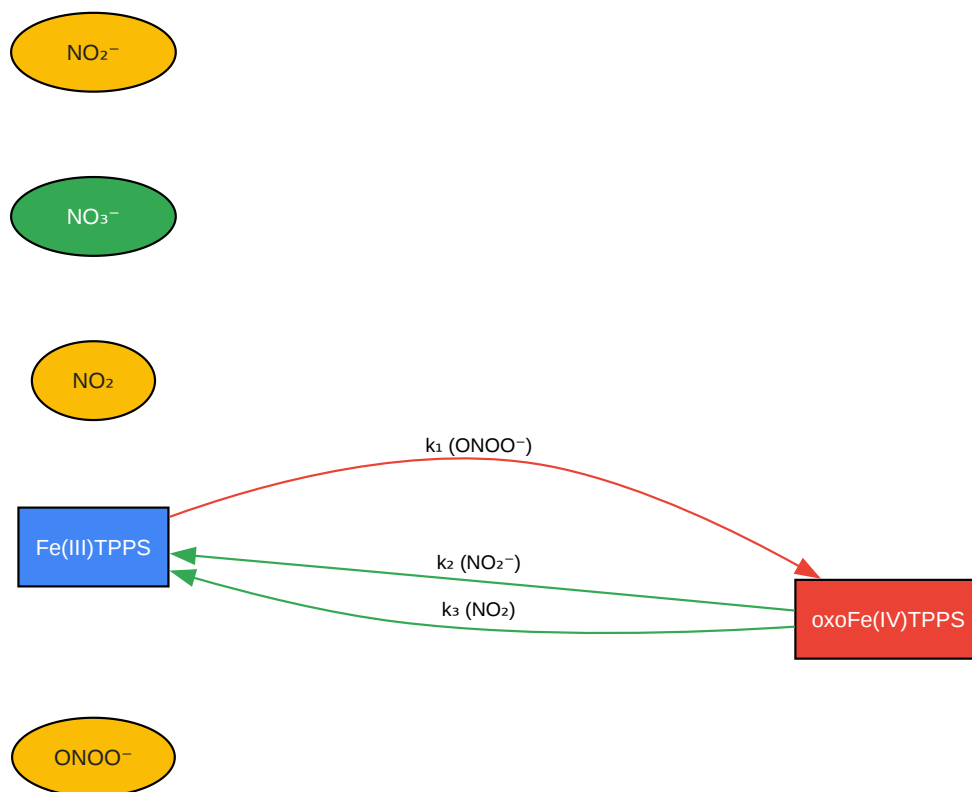 NO₂⁻
NO₃⁻
NO₂
k₁ (ONOO⁻)
Fe(III)TPPS
k₂ (NO₂⁻)
k₃ (NO₂)
oxoFe(IV)TPPS
ONOO⁻